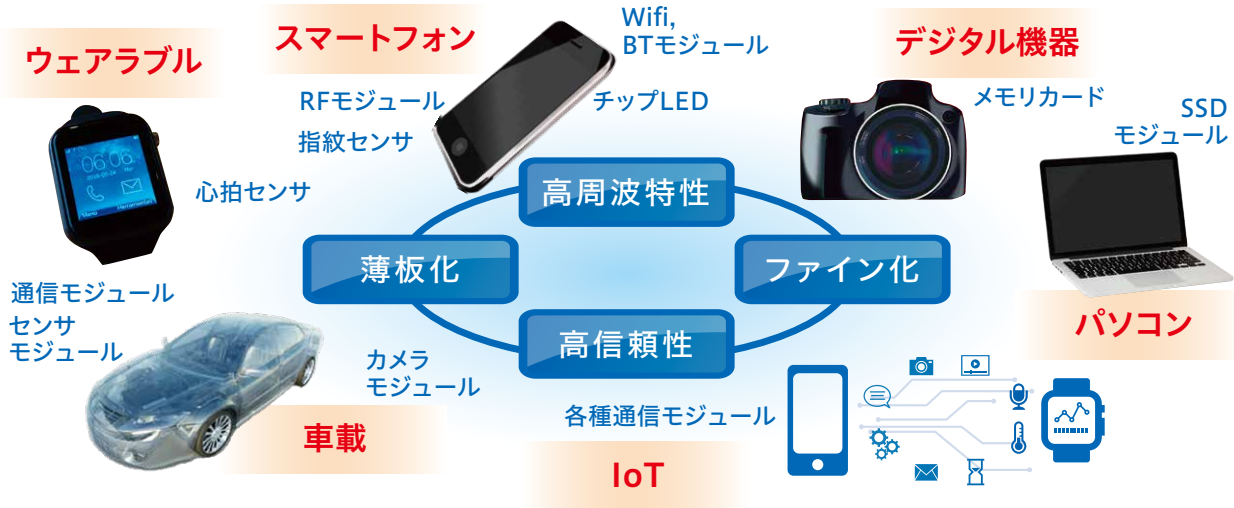 ウェアラブル
スマートフォン
Wifi,
BTモジュール
デジタル機器
RFモジュール
指紋センサ
チップLED
メモリカード
SSD
モジュール
心拍センサ
06:06
高周波特性
薄板化
ファイン化
高信頼性
通信モジュール
センサ
モジュール
カメラ
モジュール
車載
パソコン
各種通信モジュール
IoT